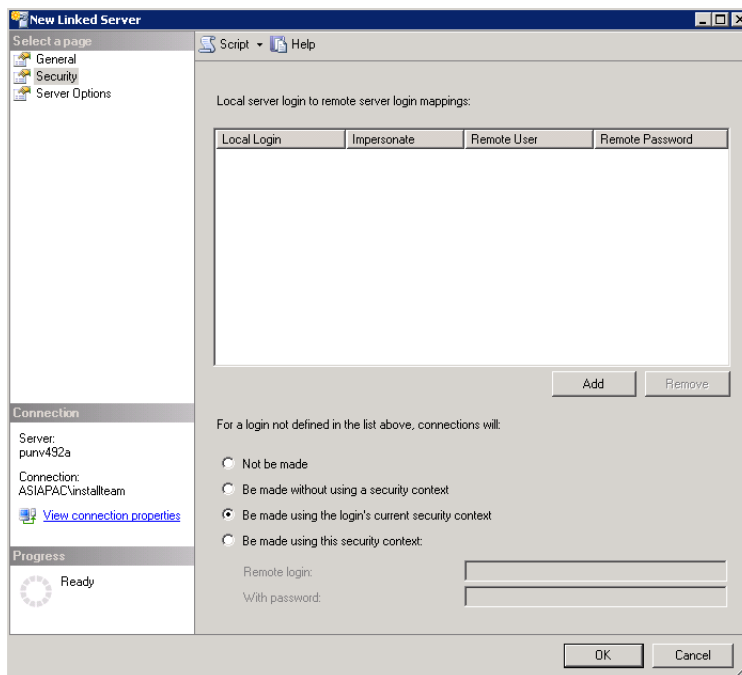 New Linked Server
Select a page
General
Security
Server Options
Script Help
Local server login to remote server login mappings:
Local Login Impersonate Remote User Remote Password
Add Remove
Connection
Server:
punv492a
Connection:
ASIAPAC\installteam
View connection properties
Progress
Ready
For a login not defined in the list above, connections will:
Not be made
Be made without using a security context
Be made using the login's current security context
Be made using this security context:
Remote login:
With password:
OK Cancel